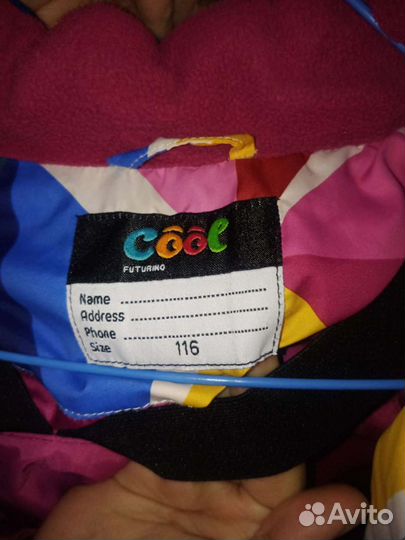 Cool
FUTURINO
Name
Address
Phone
Size 116
Avito